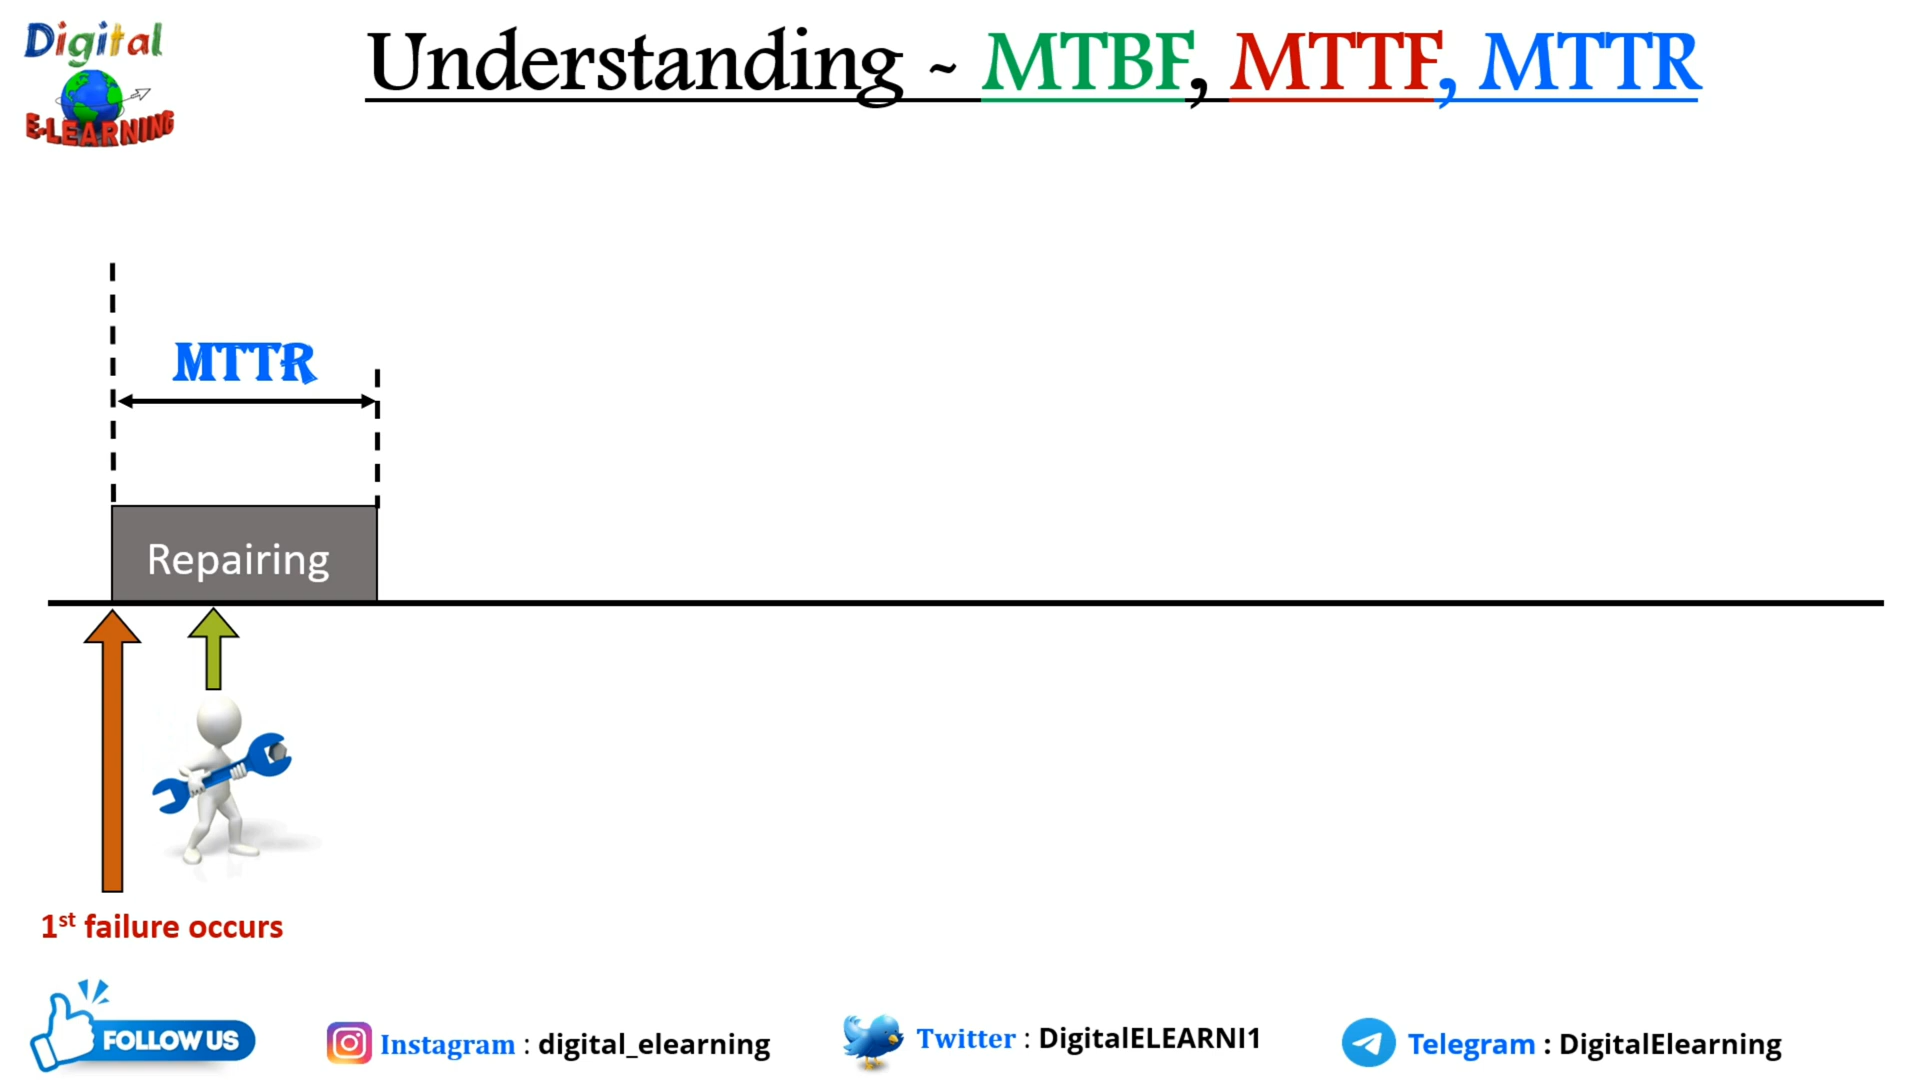 Digital
E-LEARNING
Understanding ~ MTBF, MTTF, MTTR
MTTR
Repairing
1st failure occurs
FOLLOW US
Instagram : digital_elearning
Twitter : DigitalELEARNI1
Telegram : DigitalElearning